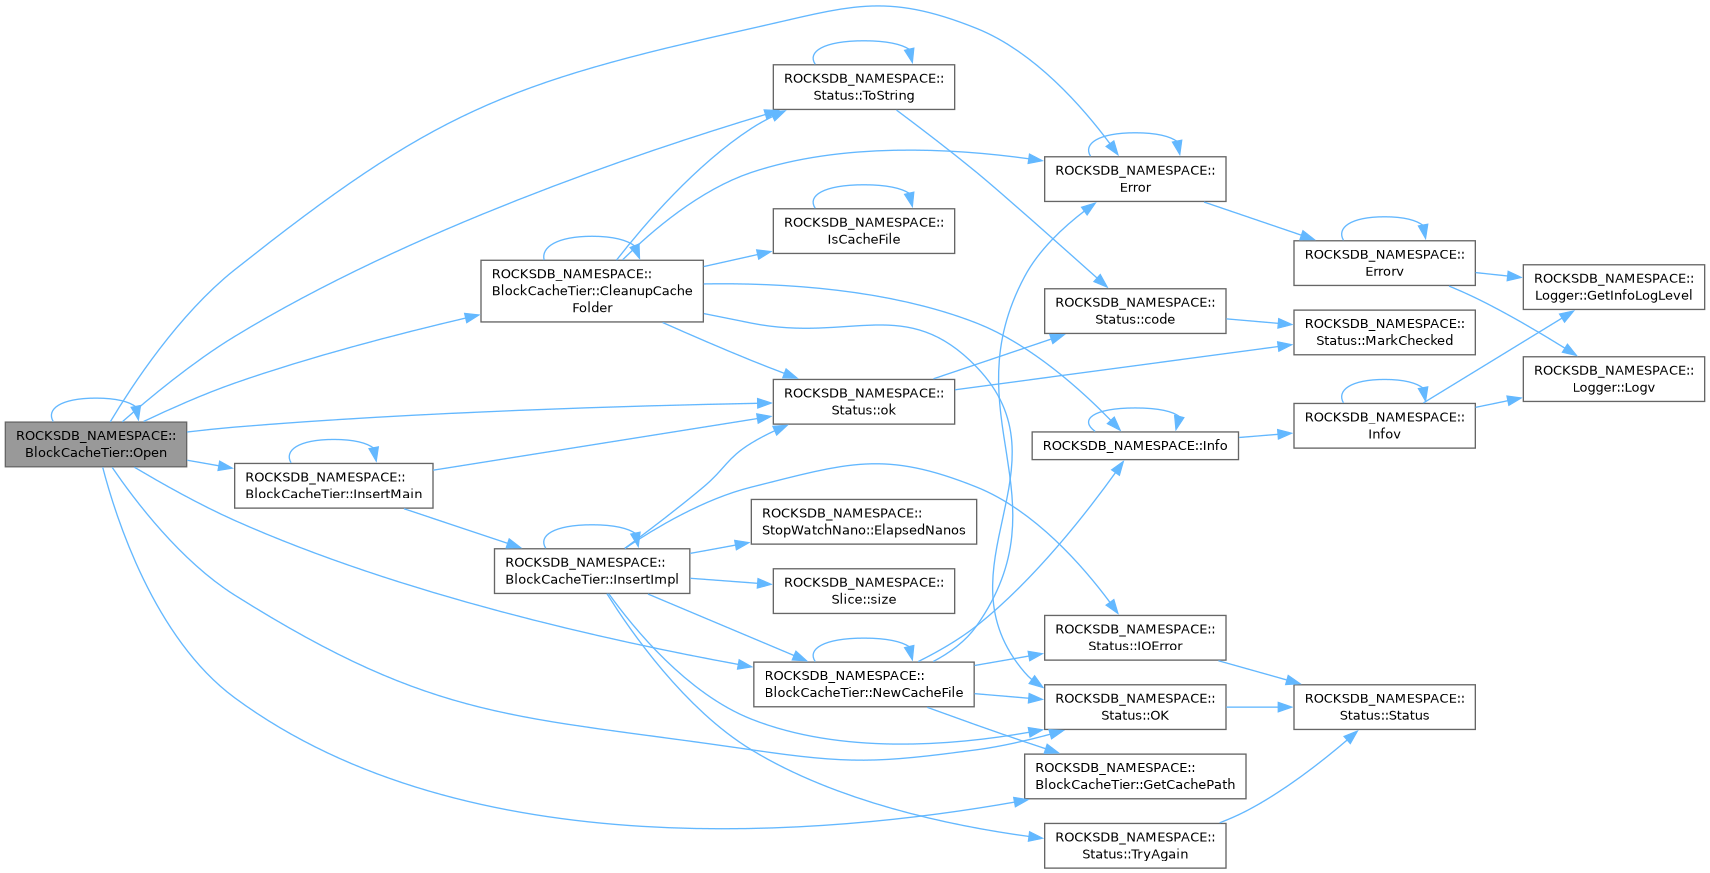 ROCKSDB_NAMESPACE::
BlockCacheTier::Open
ROCKSDB_NAMESPACE::
BlockCacheTier::InsertMain
ROCKSDB_NAMESPACE::
BlockCacheTier::CleanupCache
Folder
ROCKSDB_NAMESPACE::
BlockCacheTier::InsertImpl
ROCKSDB_NAMESPACE::
Status::ToString
ROCKSDB_NAMESPACE::
IsCacheFile
ROCKSDB_NAMESPACE::
Status::ok
ROCKSDB_NAMESPACE::
StopWatchNano::ElapsedNanos
ROCKSDB_NAMESPACE::
Slice::size
ROCKSDB_NAMESPACE::
BlockCacheTier::NewCacheFile
ROCKSDB_NAMESPACE::
Error
ROCKSDB_NAMESPACE::
Status::code
ROCKSDB_NAMESPACE::Info
ROCKSDB_NAMESPACE::
Status::IOError
ROCKSDB_NAMESPACE::
Status::OK
ROCKSDB_NAMESPACE::
BlockCacheTier::GetCachePath
ROCKSDB_NAMESPACE::
Status::TryAgain
ROCKSDB_NAMESPACE::
Errorv
ROCKSDB_NAMESPACE::
Status::MarkChecked
ROCKSDB_NAMESPACE::
Infov
ROCKSDB_NAMESPACE::
Status::Status
ROCKSDB_NAMESPACE::
Logger::GetInfoLogLevel
ROCKSDB_NAMESPACE::
Logger::Logv